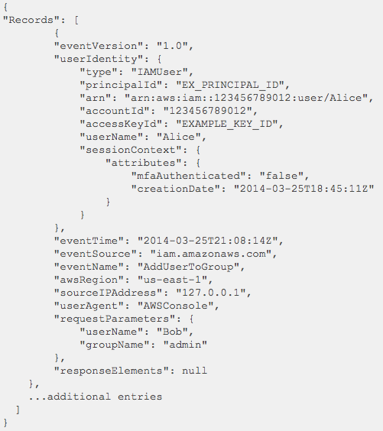 {
"Records": [
{
"eventVersion": "1.0",
"userIdentity": {
"type": "IAMUser",
"principalId": "EX_PRINCIPAL_ID",
"arn": "arn:aws:iam::123456789012:user/Alice",
"accountId": "123456789012",
"accessKeyId": "EXAMPLE_KEY_ID",
"userName": "Alice",
"sessionContext": {
"attributes": {
"mfaAuthenticated": "false",
"creationDate": "2014-03-25T18:45:11Z"
}
}
},
"eventTime": "2014-03-25T21:08:14Z",
"eventSource": "iam.amazonaws.com",
"eventName": "AddUserToGroup",
"awsRegion": "us-east-1",
"sourceIPAddress": "127.0.0.1",
"userAgent": "AWSConsole",
"requestParameters": {
"userName": "Bob",
"groupName": "admin"
},
"responseElements": null
},
...additional entries
]
}